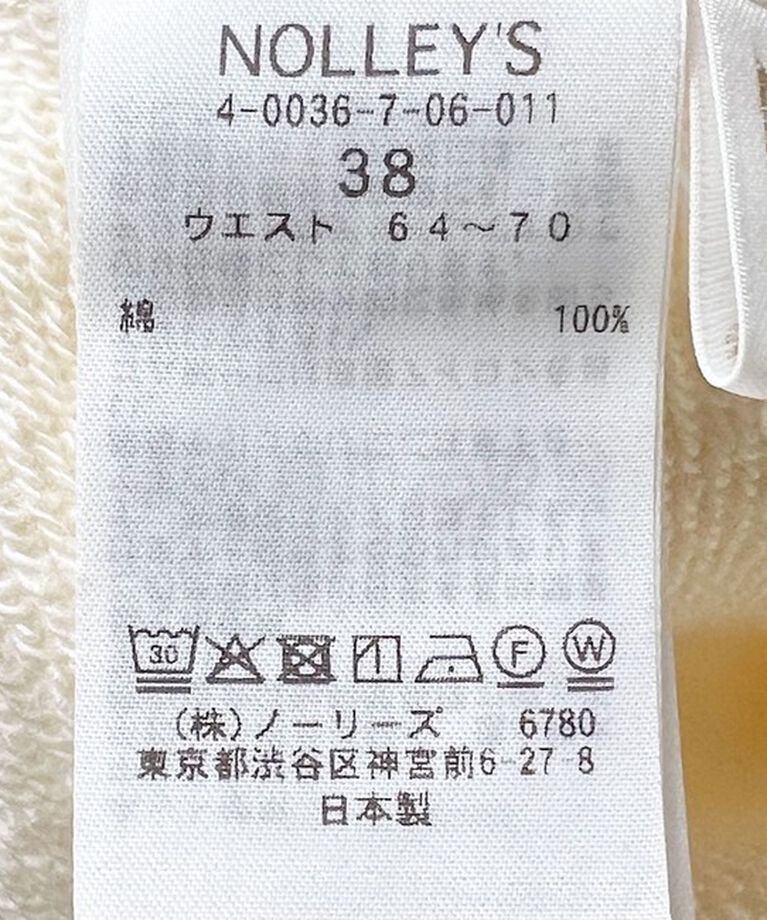 NOLLEY'S
4-0036-7-06-011
38
ウエスト 64~70
綿 100%
30 F W
(株)ノーリーズ 6780
東京都渋谷区神宮前6-27-8
日本製